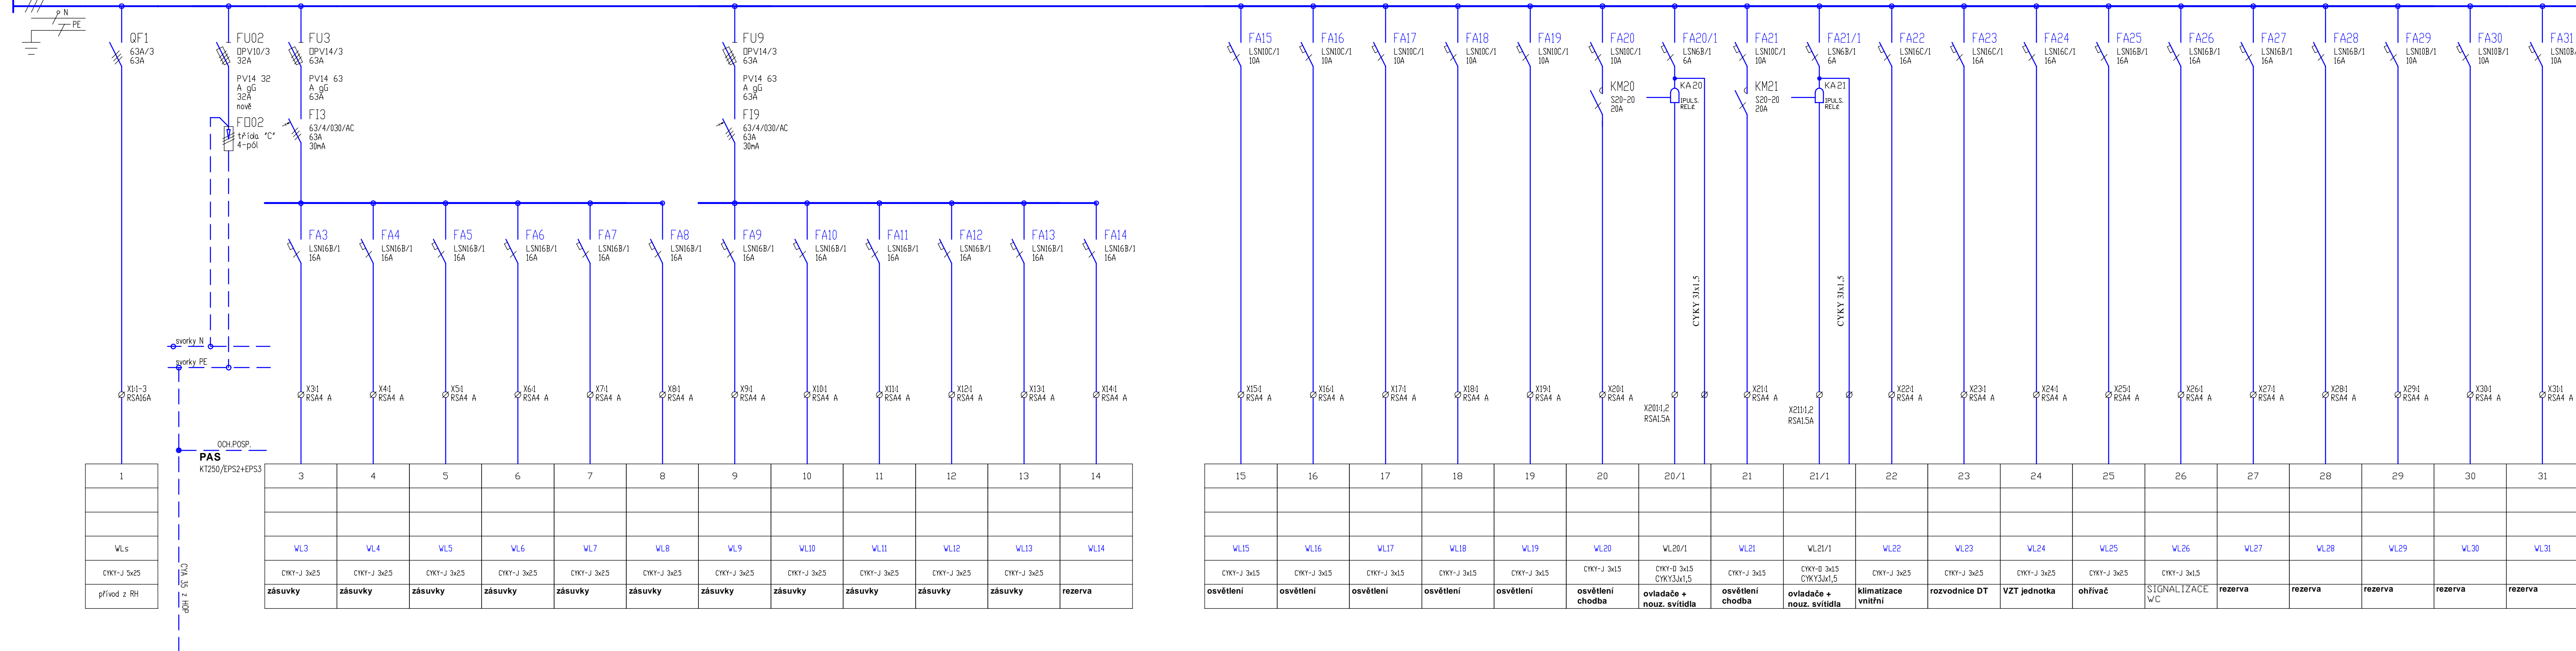 N
PE
QF1
63A/3
63A
FU02
OPV10/3
32A
PV14 32
A gG
32A
nově
FO02
třída "C"
4-pól
FU3
OPV14/3
63A
PV14 63
A gG
63A
FI3
63/4/030/AC
63A
30mA
FU9
OPV14/3
63A
PV14 63
A gG
63A
FI9
63/4/030/AC
63A
30mA
FA3
LSN16B/1
16A
FA4
LSN16B/1
16A
FA5
LSN16B/1
16A
FA6
LSN16B/1
16A
FA7
LSN16B/1
16A
FA8
LSN16B/1
16A
FA9
LSN16B/1
16A
FA10
LSN16B/1
16A
FA11
LSN16B/1
16A
FA12
LSN16B/1
16A
FA13
LSN16B/1
16A
FA14
LSN16B/1
16A
FA15
LSN10C/1
10A
FA16
LSN10C/1
10A
FA17
LSN10C/1
10A
FA18
LSN10C/1
10A
FA19
LSN10C/1
10A
FA20
LSN10C/1
10A
KM20
S20-20
20A
FA20/1
LSN6B/1
6A
KA20
IPULS.
RELé
CYKY 3Jx1,5
FA21
LSN10C/1
10A
KM21
S20-20
20A
FA21/1
LSN6B/1
6A
KA21
IPULS.
RELé
CYKY 3Jx1,5
FA22
LSN16C/1
16A
FA23
LSN16C/1
16A
FA24
LSN16C/1
16A
FA25
LSN16B/1
16A
FA26
LSN16B/1
16A
FA27
LSN16B/1
16A
FA28
LSN16B/1
16A
FA29
LSN10B/1
10A
FA30
LSN10B/1
10A
FA31
LSN10B/
10A
svorky N
svorky PE
X1:1-3
RSA16A
X3:1
RSA4 A
X4:1
RSA4 A
X5:1
RSA4 A
X6:1
RSA4 A
X7:1
RSA4 A
X8:1
RSA4 A
X9:1
RSA4 A
X10:1
RSA4 A
X11:1
RSA4 A
X12:1
RSA4 A
X13:1
RSA4 A
X14:1
RSA4 A
X15:1
RSA4 A
X16:1
RSA4 A
X17:1
RSA4 A
X18:1
RSA4 A
X19:1
RSA4 A
X20:1
RSA4 A
X201:1,2
RSA1.5A
X21:1
RSA4 A
X211:1,2
RSA1.5A
X22:1
RSA4 A
X23:1
RSA4 A
X24:1
RSA4 A
X25:1
RSA4 A
X26:1
RSA4 A
X27:1
RSA4 A
X28:1
RSA4 A
X29:1
RSA4 A
X30:1
RSA4 A
X31:1
RSA4 A
OCH.POSP.
PAS
KT250/EPS2+EPS3
CYA 35 z HOP
1 3 4 5 6 7 8 9 10 11 12 13 14 15 16 17 18 19 20 20/1 21 21/1 22 23 24 25 26 27 28 29 30 31
WLs WL3 WL4 WL5 WL6 WL7 WL8 WL9 WL10 WL11 WL12 WL13 WL14 WL15 WL16 WL17 WL18 WL19 WL20 WL20/1 WL21 WL21/1 WL22 WL23 WL24 WL25 WL26 WL27 WL28 WL29 WL30 WL31
CYKY-J 5x25 CYKY-J 3x2.5 CYKY-J 3x2.5 CYKY-J 3x2.5 CYKY-J 3x2.5 CYKY-J 3x2.5 CYKY-J 3x2.5 CYKY-J 3x2.5 CYKY-J 3x2.5 CYKY-J 3x2.5 CYKY-J 3x2.5 CYKY-J 3x2.5 CYKY-J 3x1.5 CYKY-J 3x1.5 CYKY-J 3x1.5 CYKY-J 3x1.5 CYKY-J 3x1.5 CYKY-J 3x1.5 CYKY-O 3x1.5 CYKY-J 3x1.5 CYKY-O 3x1.5 CYKY-J 3x2.5 CYKY-J 3x2.5 CYKY-J 3x2.5 CYKY-J 3x2.5 CYKY-J 3x1,5
CYKY3Jx1,5 CYKY3Jx1,5
přívod z RH zásuvky zásuvky zásuvky zásuvky zásuvky zásuvky zásuvky zásuvky zásuvky zásuvky zásuvky rezerva osvětlení osvětlení osvětlení osvětlení osvětlení osvětlení ovladače + osvětlení ovladače + klimatizace rozvodnice DT VZT jednotka ohřívač SIGNALIZACE rezerva rezerva rezerva rezerva rezerva
chodba nouz. svítidla chodba nouz. svítidla vnitřní WC